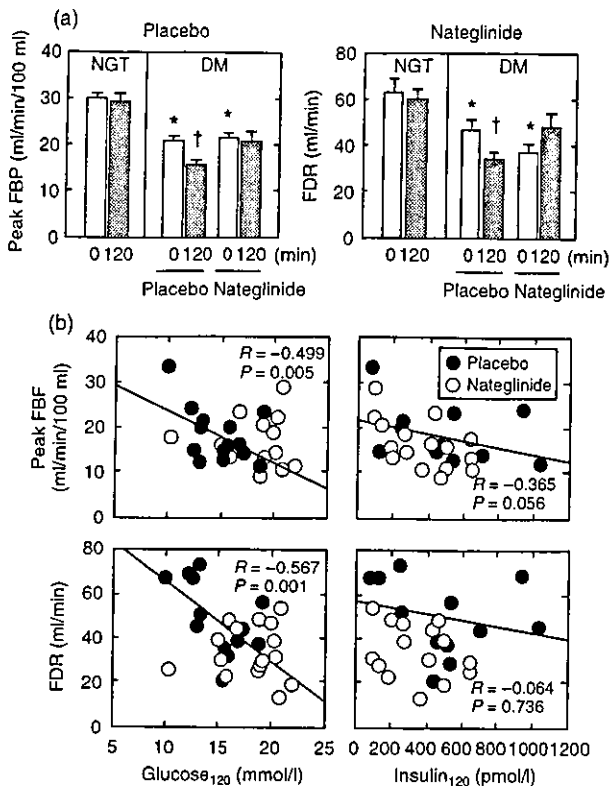 (a)
Placebo
Nateglinide
40
30
20
10
0
Peak FBP (ml/min/100 ml)
NGT
DM
*
†
*
0 120
0 120
0 120
(min)
Placebo Nateglinide
80
60
40
20
0
FDR (ml/min)
NGT
DM
*
†
*
0 120
0 120
0 120
(min)
Placebo Nateglinide
(b)
40
30
20
10
0
Peak FBF
(ml/min/100 ml)
R = −0.499
P = 0.005
Placebo
Nateglinide
R = −0.365
P = 0.056
80
60
40
20
0
FDR (ml/min)
R = −0.567
P = 0.001
R = −0.064
P = 0.736
5 10 15 20 25
Glucose120 (mmol/l)
0 200 400 600 800 1000 1200
Insulin120 (pmol/l)